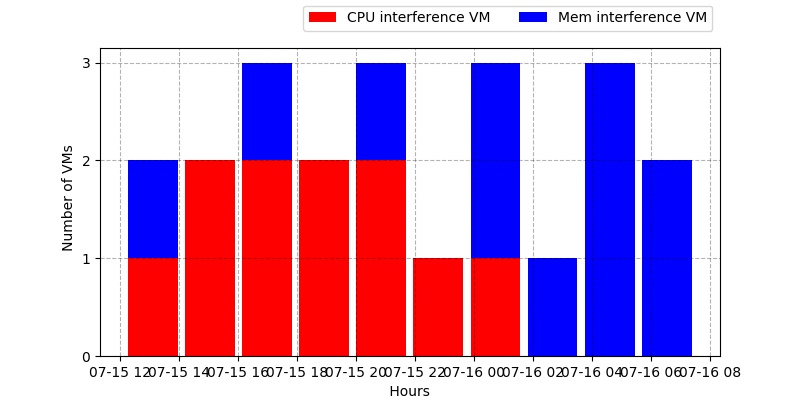 CPU interference VM Mem interference VM
3
2
1
0
Number of VMs
07-15 12 07-15 14 07-15 16 07-15 18 07-15 20 07-15 22 07-16 00 07-16 02 07-16 04 07-16 06 07-16 08
Hours